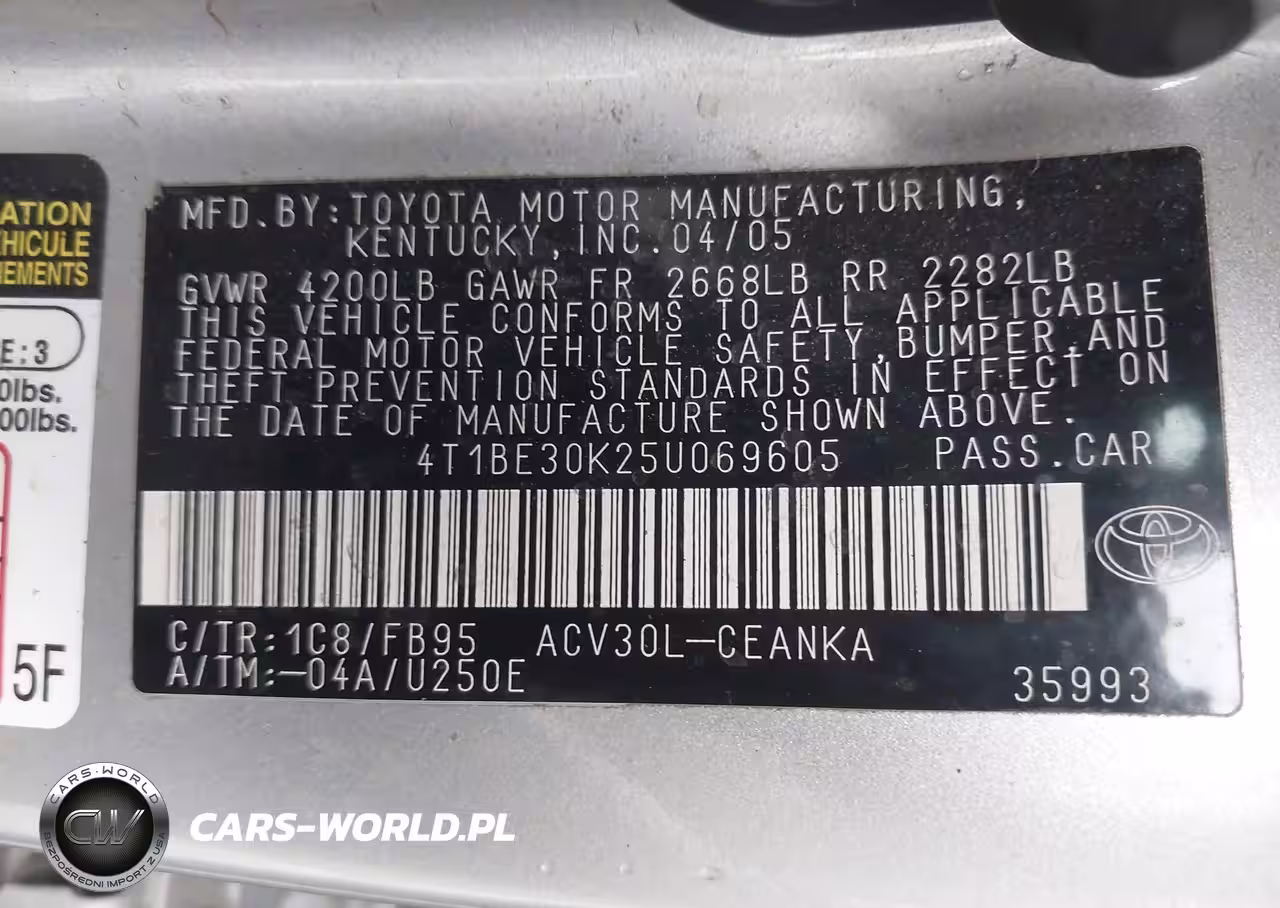 ATION
EHICULE
NEMENTS
E:3
0lbs.
00lbs.
5F
MFD.BY:TOYOTA MOTOR MANUFACTURING,
KENTUCKY,INC.04/05
GVWR 4200LB GAWR FR 2668LB RR 2282LB
THIS VEHICLE CONFORMS TO ALL APPLICABLE
FEDERAL MOTOR VEHICLE SAFETY,BUMPER,AND
THEFT PREVENTION STANDARDS IN EFFECT ON
THE DATE OF MANUFACTURE SHOWN ABOVE.
4T1BE30K25U069605 PASS.CAR
C/TR:1C8/FB95 ACV30L-CEANKA
A/TM:-04A/U250E
35993
CARS-WORLD
CW
BEZPOŚREDNI IMPORT Z USA
CARS-WORLD.PL